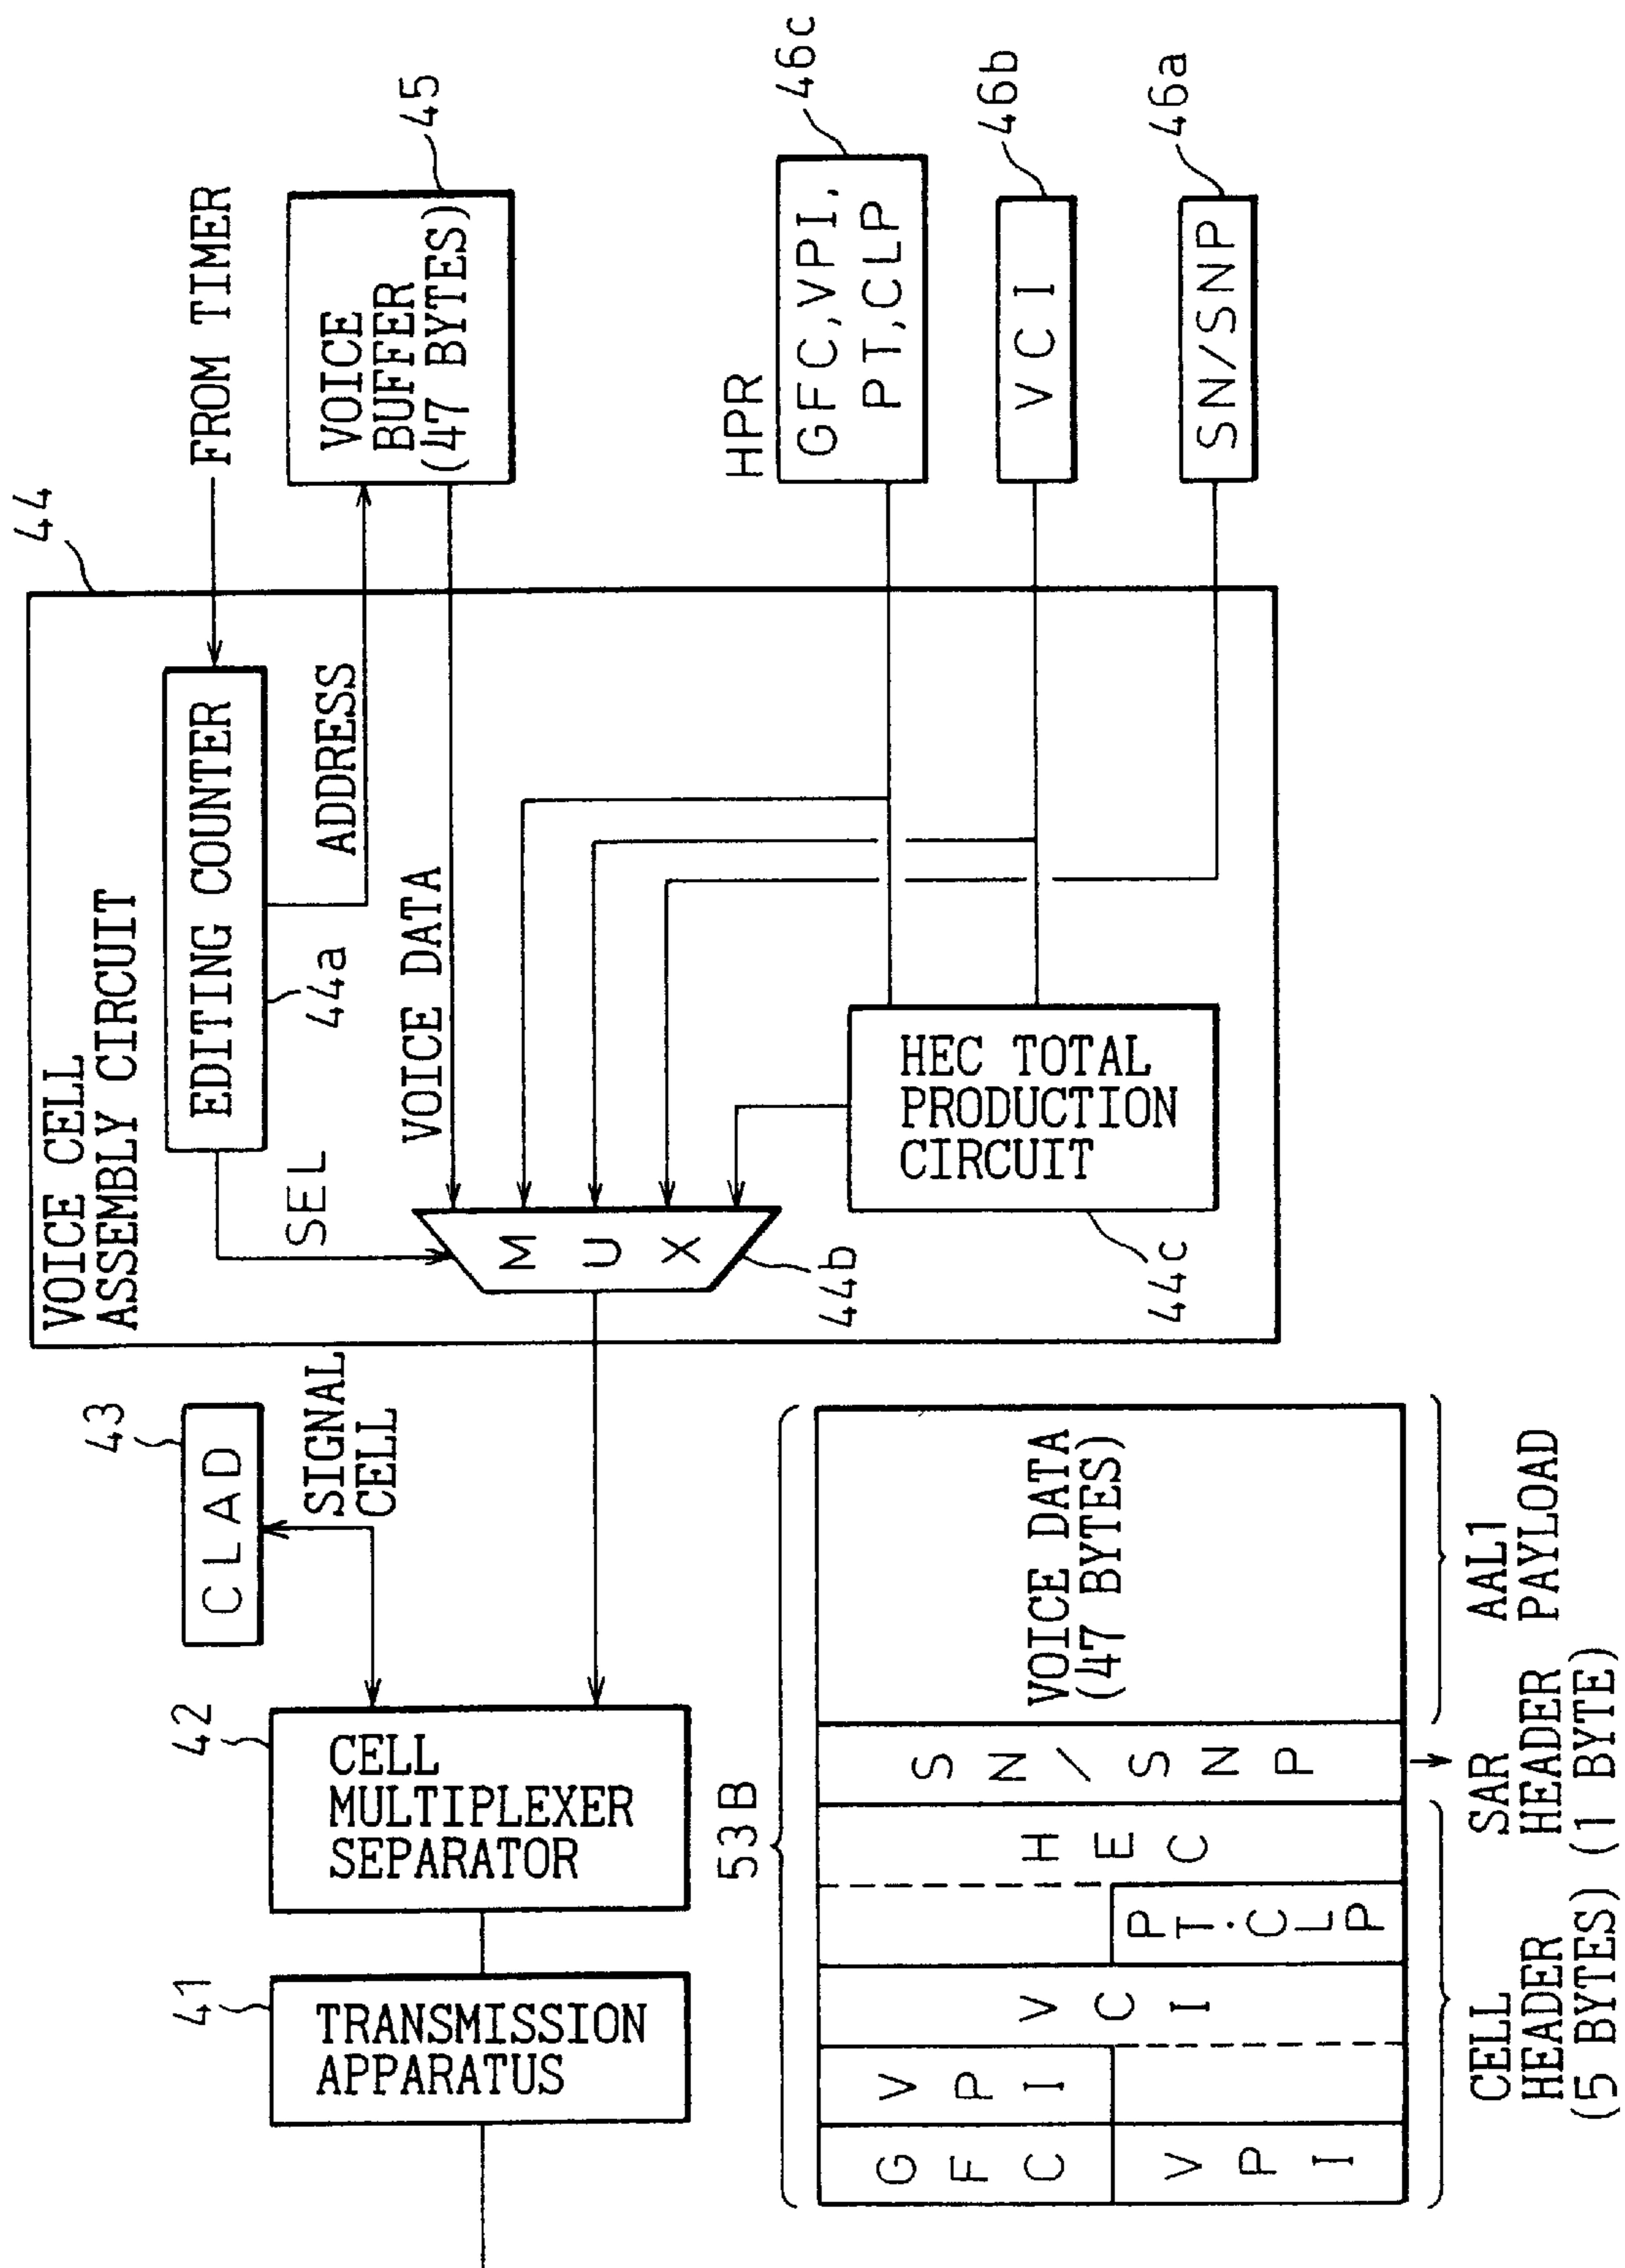 VOICE CELL
ASSEMBLY CIRCUIT
44
FROM TIMER
EDITING COUNTER
44a
SEL
ADDRESS
VOICE DATA
45
VOICE
BUFFER
(47 BYTES)
43
CLAD
SIGNAL
CELL
42
CELL
MULTIPLEXER
SEPARATOR
41
TRANSMISSION
APPARATUS
MUX
44b
HEC TOTAL
PRODUCTION
CIRCUIT
44c
HPR
GFC,VPI,
PT,CLP
46c
VCI
46b
SN/SNP
46a
53B
GFC
VPI
VPI
VCI
PT·CLP
HEC
SN/SNP
VOICE DATA
(47 BYTES)
CELL
HEADER
(5 BYTES)
SAR
HEADER
(1 BYTE)
AAL1
PAYLOAD